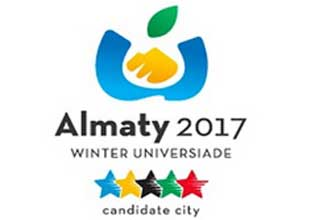 Almaty 2017
WINTER UNIVERSIADE
candidate city